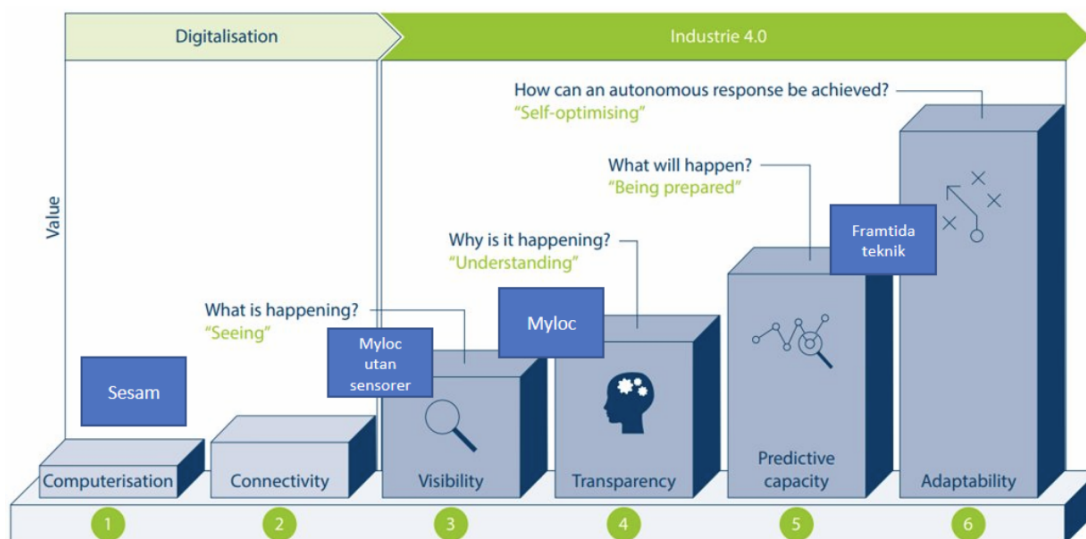 Digitalisation
Industrie 4.0
How can an autonomous response be achieved?
“Self-optimising”
What will happen?
“Being prepared”
Framtida
teknik
Why is it happening?
“Understanding”
Value
What is happening?
“Seeing”
Myloc
Myloc
utan
sensorer
Sesam
Computerisation
Connectivity
Visibility
Transparency
Predictive
capacity
Adaptability
1
2
3
4
5
6